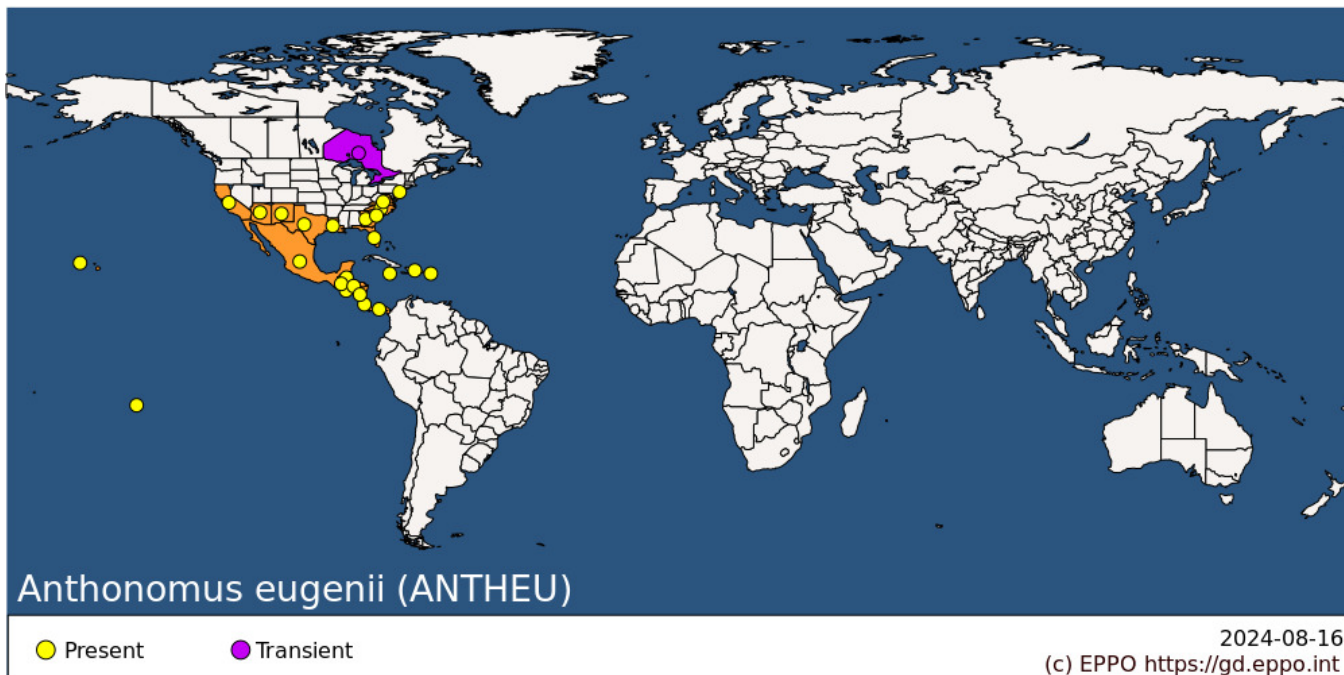 Anthonomus eugenii (ANTHEU)
Present
Transient
2024-08-16
(c) EPPO https://gd.eppo.int